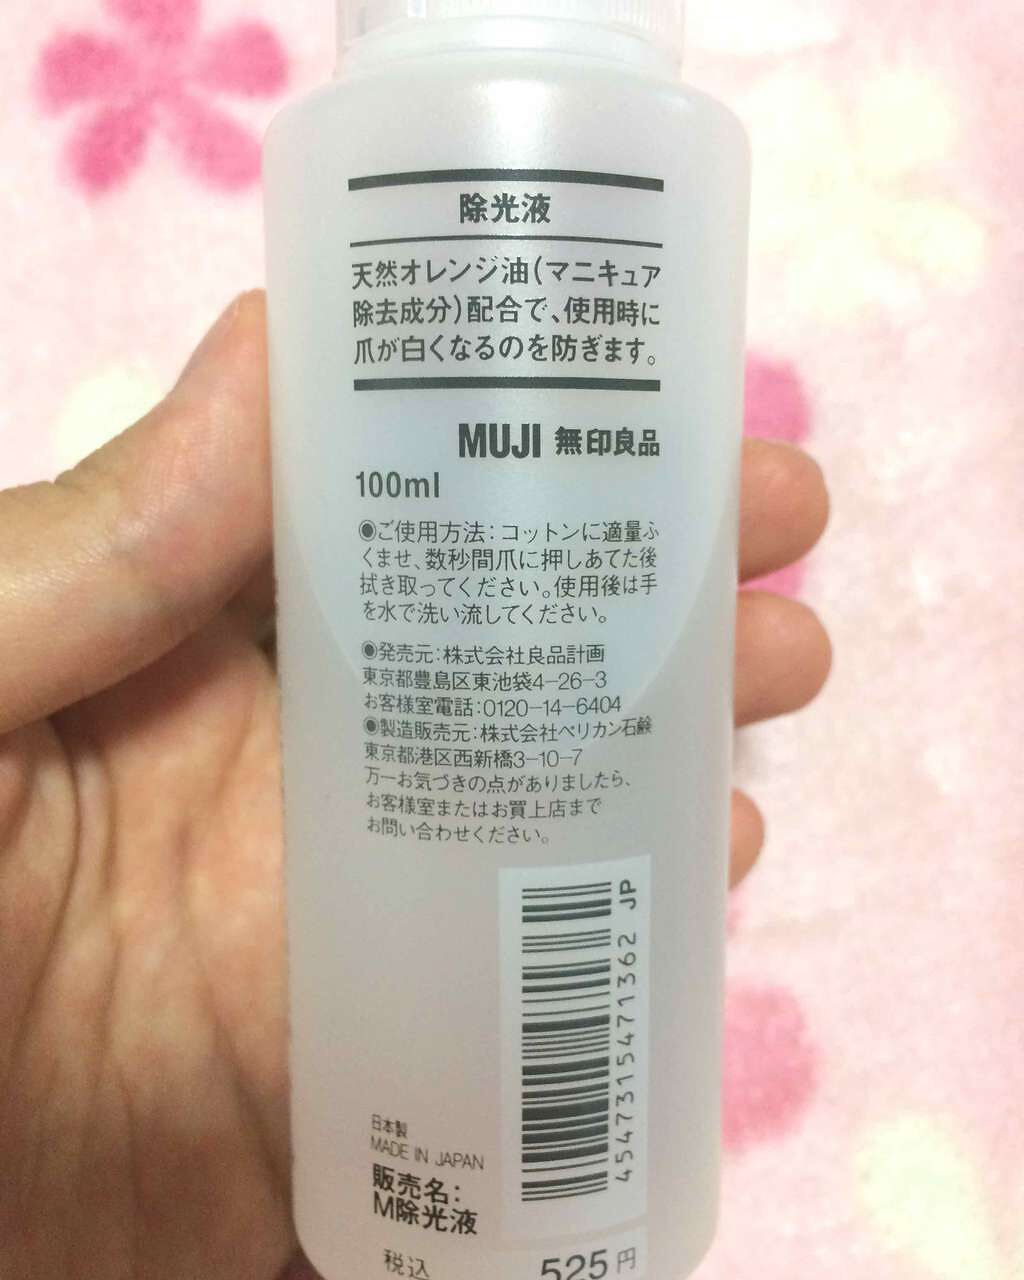 除光液
天然オレンジ油(マニキュア
除去成分)配合で、使用時に
爪が白くなるのを防ぎます。
MUJI 無印良品
100ml
◉ご使用方法:コットンに適量ふ
くませ、数秒間爪に押しあてた後
拭き取ってください。使用後は手
を水で洗い流してください。
◉発売元:株式会社良品計画
東京都豊島区東池袋4-26-3
お客様室電話:0120-14-6404
◉製造販売元:株式会社ペリカン石鹸
東京都港区西新橋3-10-7
万一お気づきの点がありましたら、
お客様室またはお買上店まで
お問い合わせください。
4547315471362 JP
日本製
MADE IN JAPAN
販売名:
M除光液
税込 525円